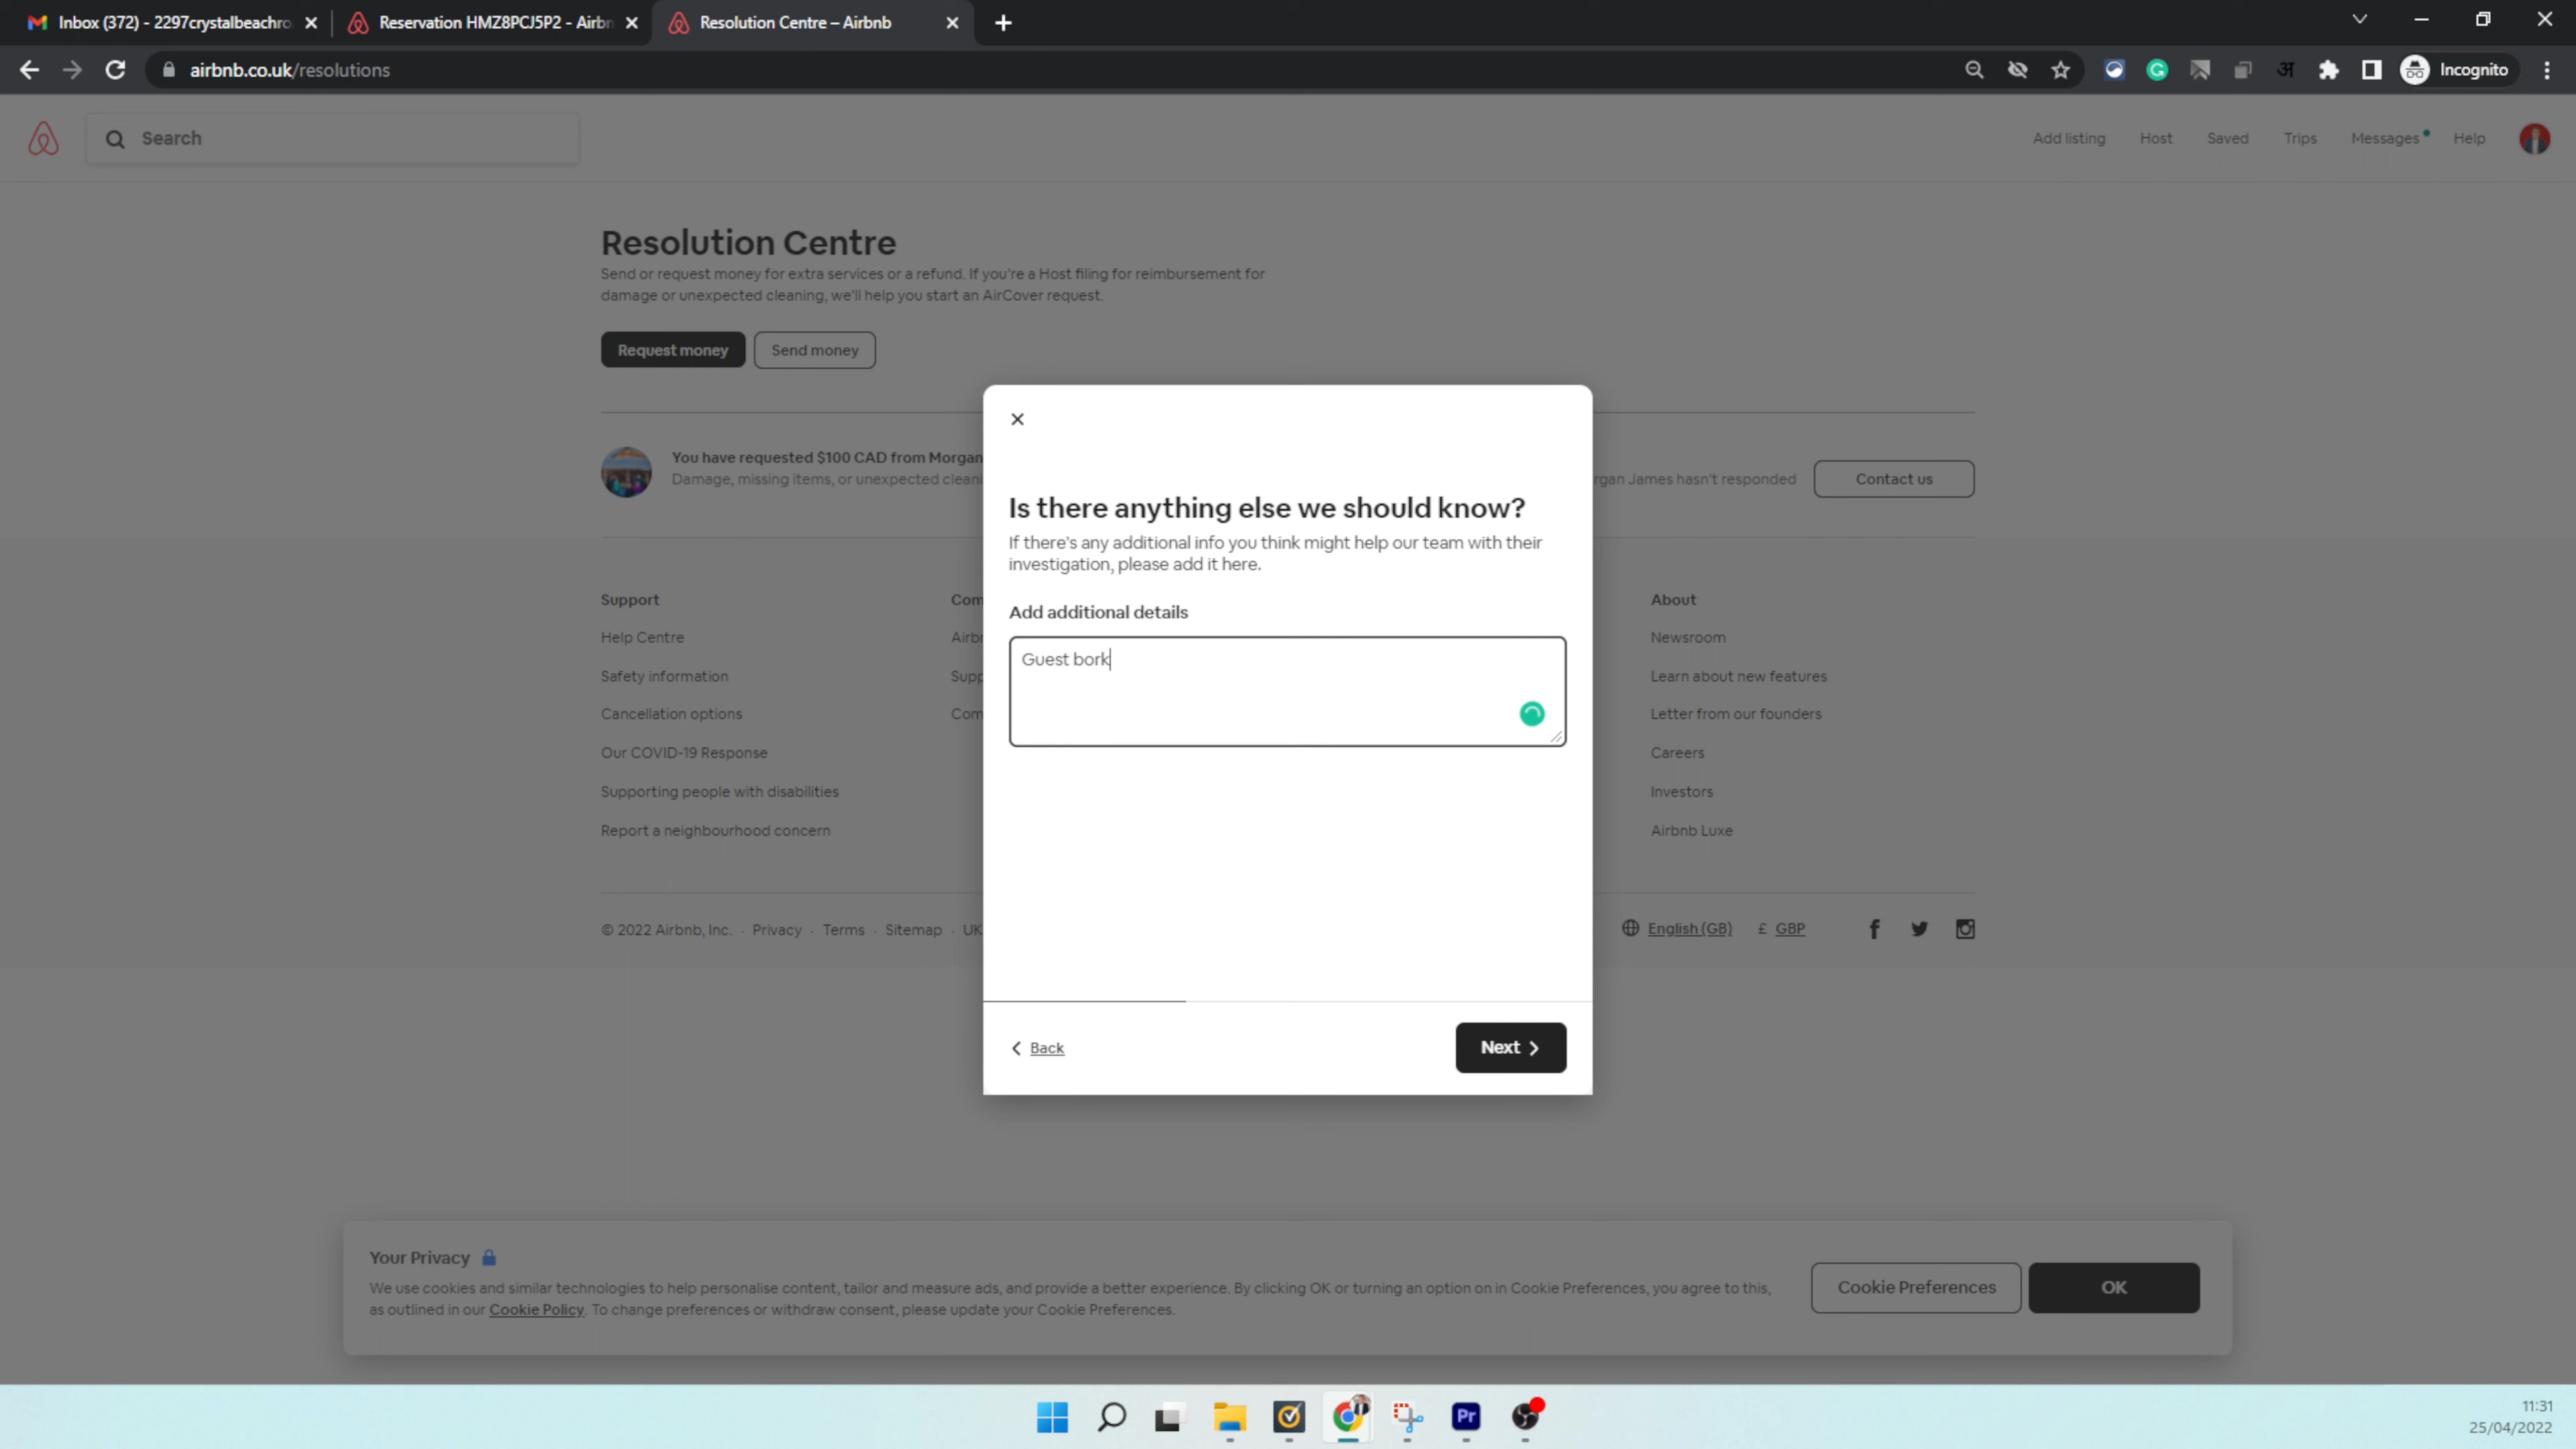 Inbox (372) - 2297crystalbeachro
Reservation HMZ8PCJ5P2 - Airbn
Resolution Centre – Airbnb
airbnb.co.uk/resolutions
Incognito
Search
Add listing
Host
Saved
Trips
Messages
Help
Resolution Centre
Send or request money for extra services or a refund. If you're a Host filing for reimbursement for
damage or unexpected cleaning, we'll help you start an AirCover request.
Request money
Send money
You have requested $100 CAD from Morgan
Damage, missing items, or unexpected cleani
rgan James hasn't responded
Contact us
Is there anything else we should know?
If there's any additional info you think might help our team with their
investigation, please add it here.
Add additional details
Guest bork
Back
Next
Support
Help Centre
Safety information
Cancellation options
Our COVID-19 Response
Supporting people with disabilities
Report a neighbourhood concern
Com
Airbn
Supp
Com
About
Newsroom
Learn about new features
Letter from our founders
Careers
Investors
Airbnb Luxe
© 2022 Airbnb, Inc. · Privacy · Terms · Sitemap · UK
English (GB)
£ GBP
Your Privacy
We use cookies and similar technologies to help personalise content, tailor and measure ads, and provide a better experience. By clicking OK or turning an option on in Cookie Preferences, you agree to this,
as outlined in our Cookie Policy. To change preferences or withdraw consent, please update your Cookie Preferences.
Cookie Preferences
OK
Pr
11:31
25/04/2022